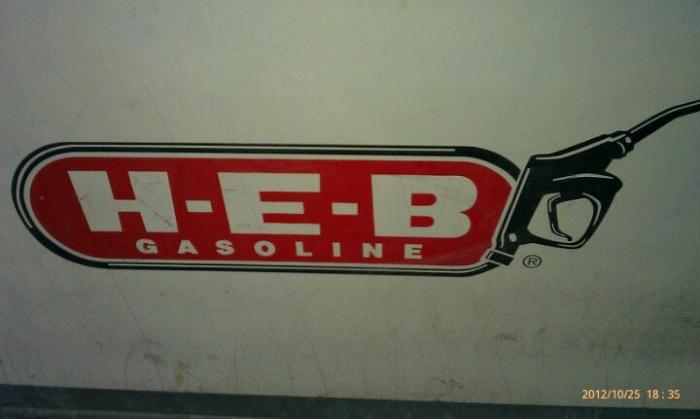 H-E-B
GASOLINE
®
2012/10/25 18:35